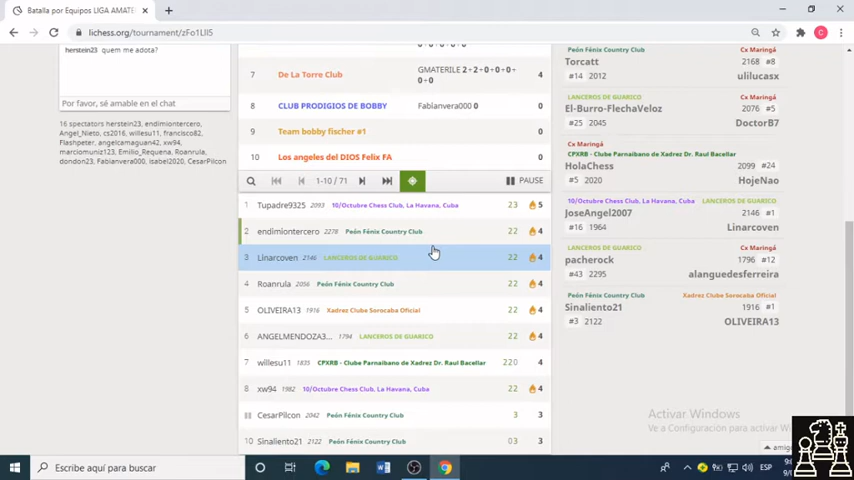 Batalla por Equipos LIGA AMATE
lichess.org/tournament/zFo1LlI5
herstein23 quem me adota?
Por favor, sé amable en el chat
16 spectators herstein23, endimiontercero,
Angel_Nieto, cs2016, willesu11, francisco82,
Flashpeter, angelcamaguan42, xw94,
marciomuniz123, Emilio_Requena, Roanrula,
dondon23, Fabianvera000, isabel2020, CesarPilcon
7 De La Torre Club GMATERILE 2+2+0+0+0+ 4
0+0
8 CLUB PRODIGIOS DE BOBBY Fabianvera000 0 0
9 Team bobby fischer #1 0
10 Los angeles del DIOS Felix FA 0
1-10 / 71 PAUSE
1 Tupadre9325 2093 10/Octubre Chess Club, La Havana, Cuba 23 5
2 endimiontercero 2278 Peón Fénix Country Club 22 4
3 Linarcoven 2146 LANCEROS DE GUARICO 22 4
4 Roanrula 2056 Peón Fénix Country Club 22 4
5 OLIVEIRA13 1916 Xadrez Clube Sorocaba Oficial 22 4
6 ANGELMENDOZA3... 1794 LANCEROS DE GUARICO 22 4
7 willesu11 1835 CPXRB - Clube Parnaibano de Xadrez Dr. Raul Bacellar 220 4
8 xw94 1982 10/Octubre Chess Club, La Havana, Cuba 22 4
CesarPilcon 2042 Peón Fénix Country Club 3 3
10 Sinaliento21 2122 Peón Fénix Country Club 03 3
Peón Fénix Country Club Cx Maringá
Torcatt 2168 #8
#14 2012 ulilucasx
LANCEROS DE GUARICO Cx Maringá
El-Burro-FlechaVeloz 2076 #5
#25 2045 DoctorB7
Cx Maringá
CPXRB - Clube Parnaibano de Xadrez Dr. Raul Bacellar
HolaChess 2099 #24
#5 2020 HojeNao
10/Octubre Chess Club, La Havana, Cuba LANCEROS DE GUARICO
JoseAngel2007 2146 #1
#16 1964 Linarcoven
LANCEROS DE GUARICO Cx Maringá
pacherock 1796 #12
#43 2295 alanguedesferreira
Peón Fénix Country Club Xadrez Clube Sorocaba Oficial
Sinaliento21 1916 #1
#3 2122 OLIVEIRA13
Activar Windows
Ve a Configuración para activar
amigo
Escribe aquí para buscar
ESP